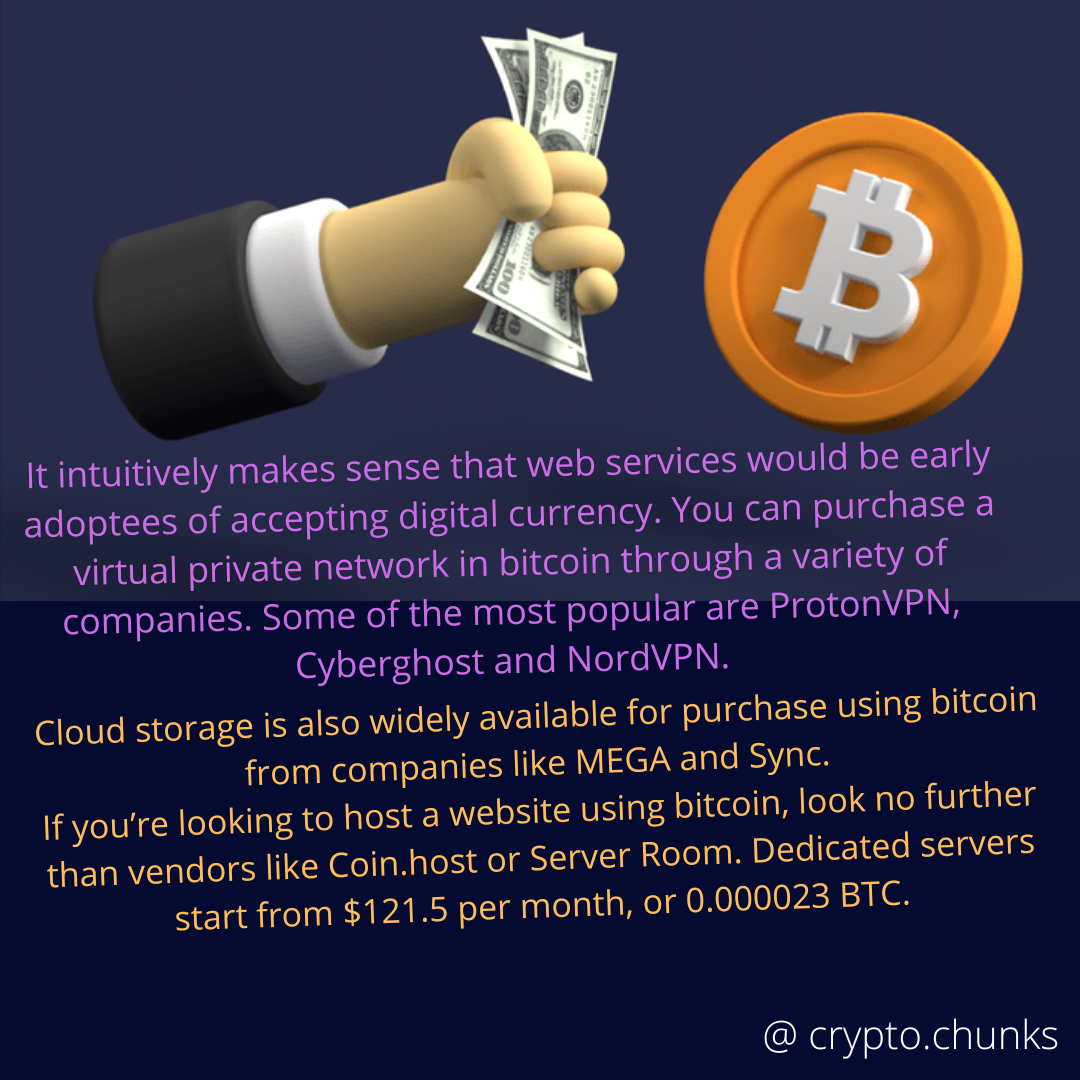 It intuitively makes sense that web services would be early
adoptees of accepting digital currency. You can purchase a
virtual private network in bitcoin through a variety of
companies. Some of the most popular are ProtonVPN,
Cyberghost and NordVPN.
Cloud storage is also widely available for purchase using bitcoin
from companies like MEGA and Sync.
If you’re looking to host a website using bitcoin, look no further
than vendors like Coin.host or Server Room. Dedicated servers
start from $121.5 per month, or 0.000023 BTC.
@ crypto.chunks